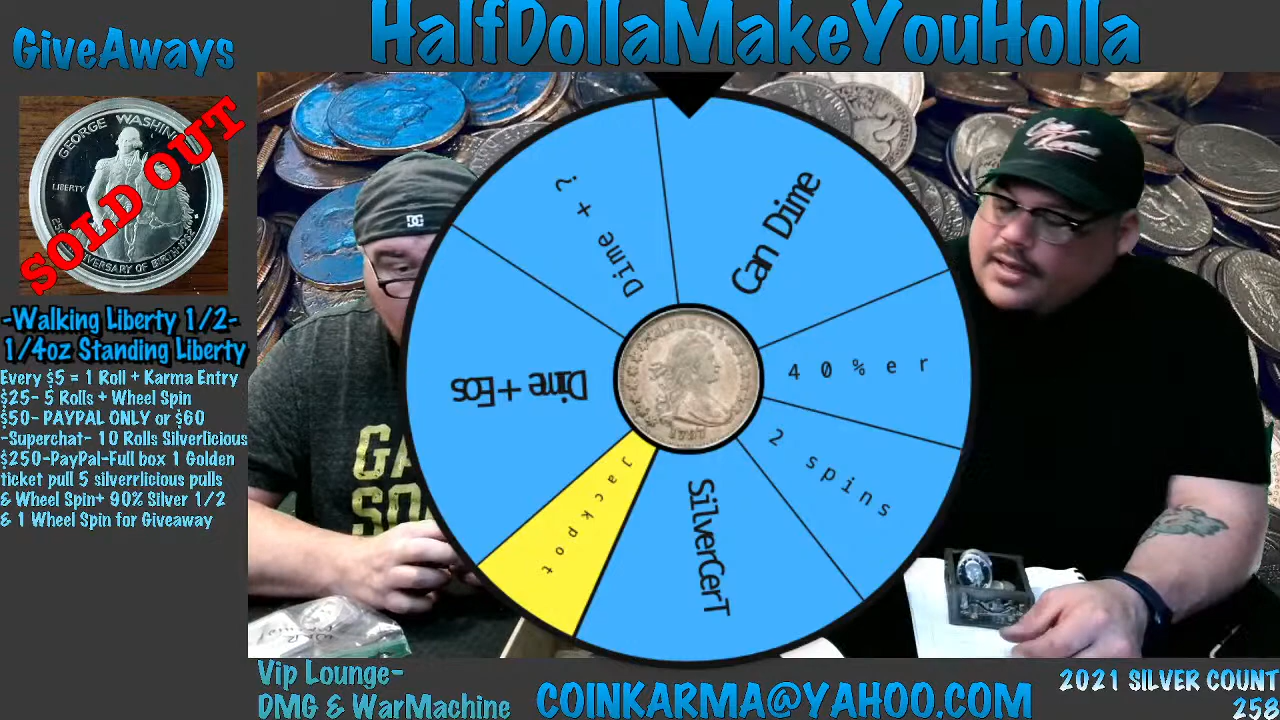 HalfDollaMakeYouHolla
GiveAways
GEORGE WASHIN
LIBERTY
SOLD OUT
-Walking Liberty 1/2-
1/4oz Standing Liberty
Every $5 = 1 Roll + Karma Entry
$25- 5 Rolls + Wheel Spin
$50- PAYPAL ONLY or $60
-Superchat- 10 Rolls Silverlicious
$250-PayPal-Full box 1 Golden
ticket pull 5 silverrlicious pulls
& Wheel Spin+ 90% Silver 1/2
& 1 Wheel Spin for Giveaway
Can Dime
40%er
2 spins
SilverCerT
Jackpot
Dime + Eos
Dime + ?
DC
Vip Lounge-
DMG & WarMachine
COINKARMA@YAHOO.COM
2021 SILVER COUNT
258